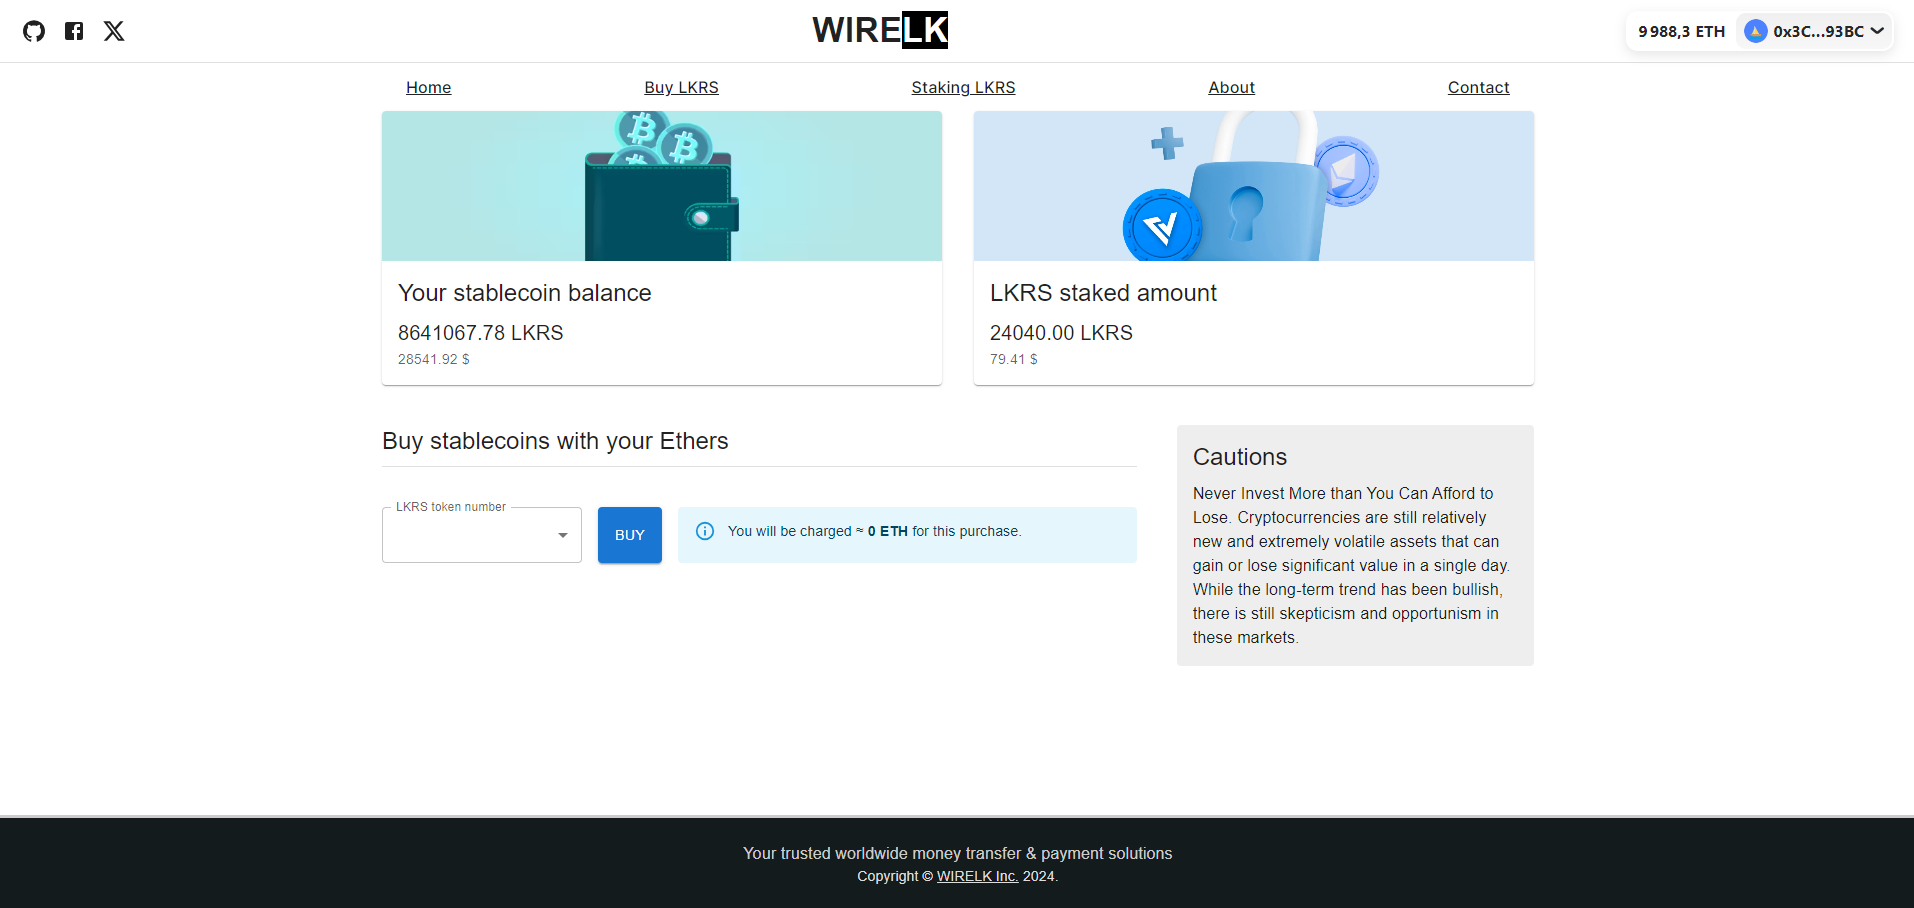 WIRELK
9 988,3 ETH 0x3C...93BC
Home Buy LKRS Staking LKRS About Contact
Your stablecoin balance
8641067.78 LKRS
28541.92 $
LKRS staked amount
24040.00 LKRS
79.41 $
Buy stablecoins with your Ethers
LKRS token number
BUY
You will be charged ≈ 0 ETH for this purchase.
Cautions
Never Invest More than You Can Afford to
Lose. Cryptocurrencies are still relatively
new and extremely volatile assets that can
gain or lose significant value in a single day.
While the long-term trend has been bullish,
there is still skepticism and opportunism in
these markets.
Your trusted worldwide money transfer & payment solutions
Copyright © WIRELK Inc. 2024.